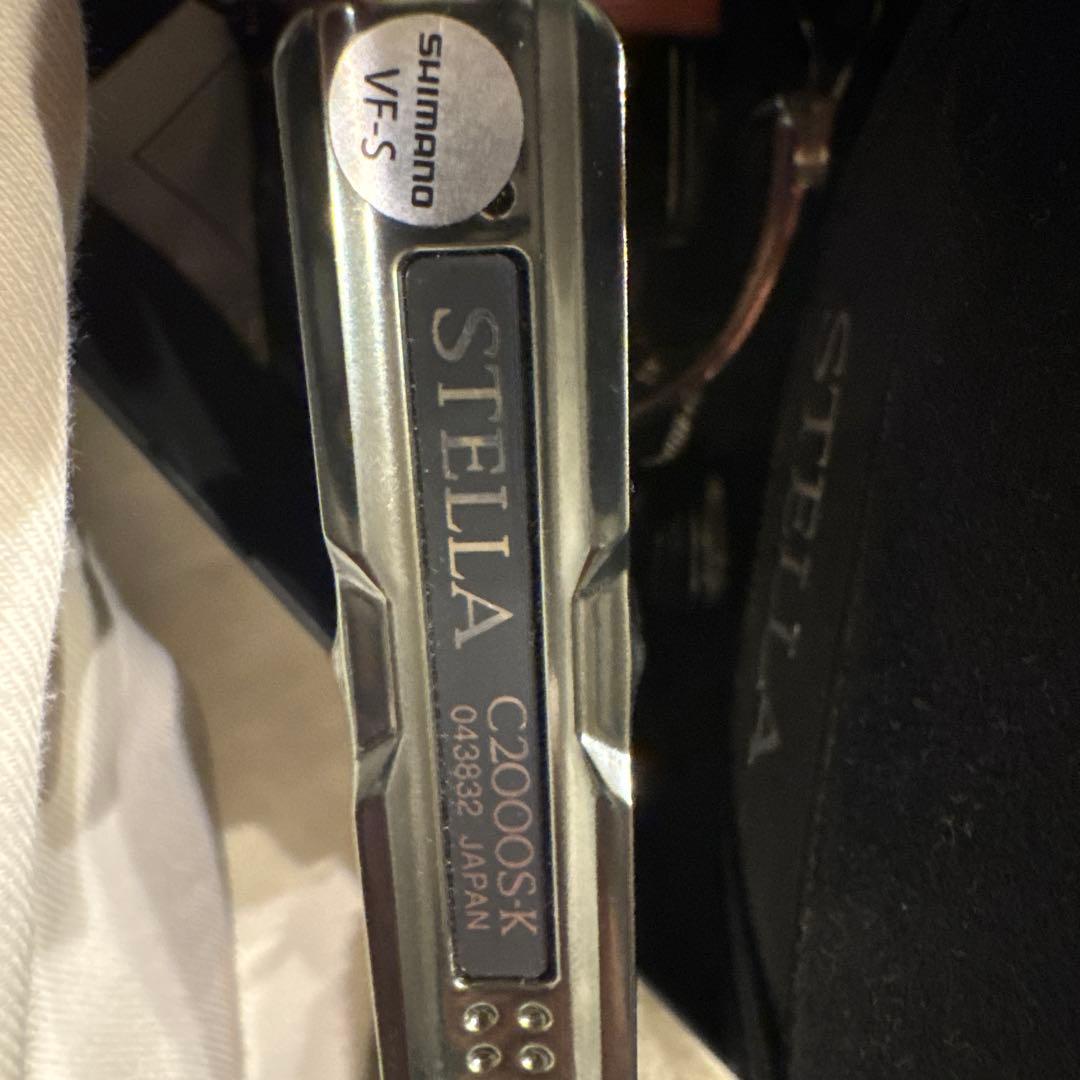 SHIMANO
VF-S
STELLA
C2000S-K
043832 JAPAN
STELLA